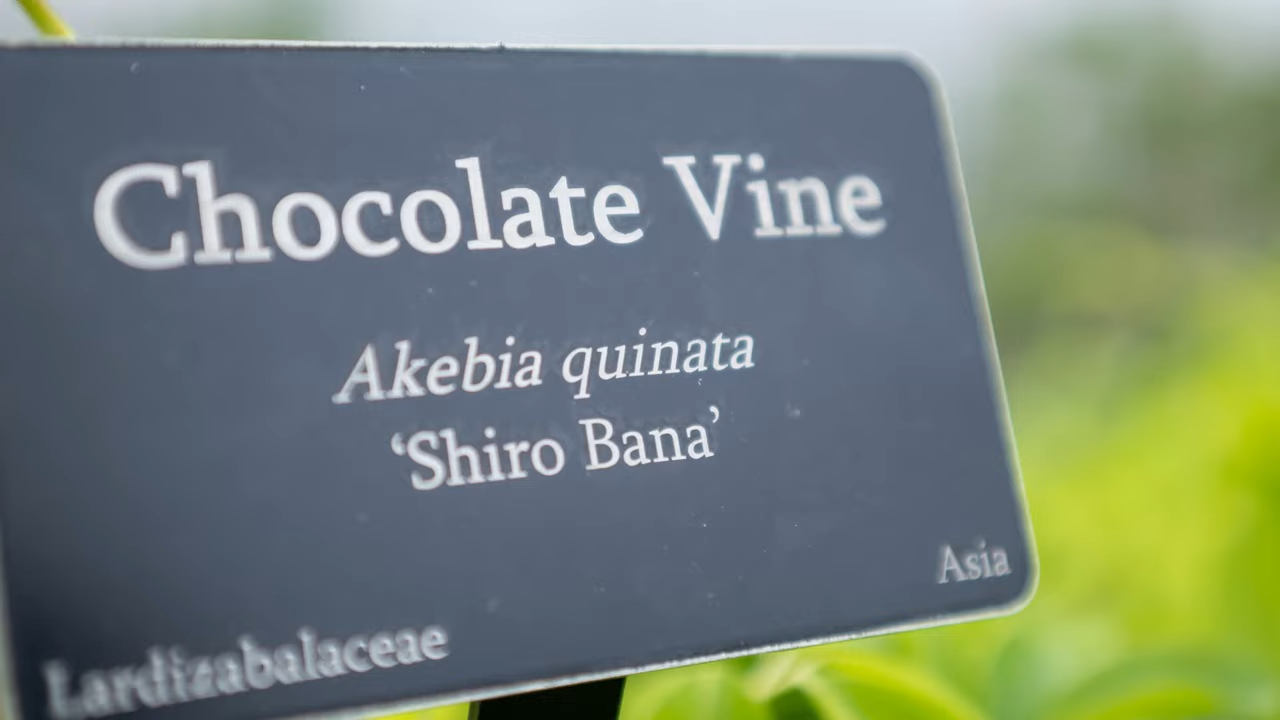 Chocolate Vine
Akebia quinata
‘Shiro Bana’
Asia
Lardizabalaceae